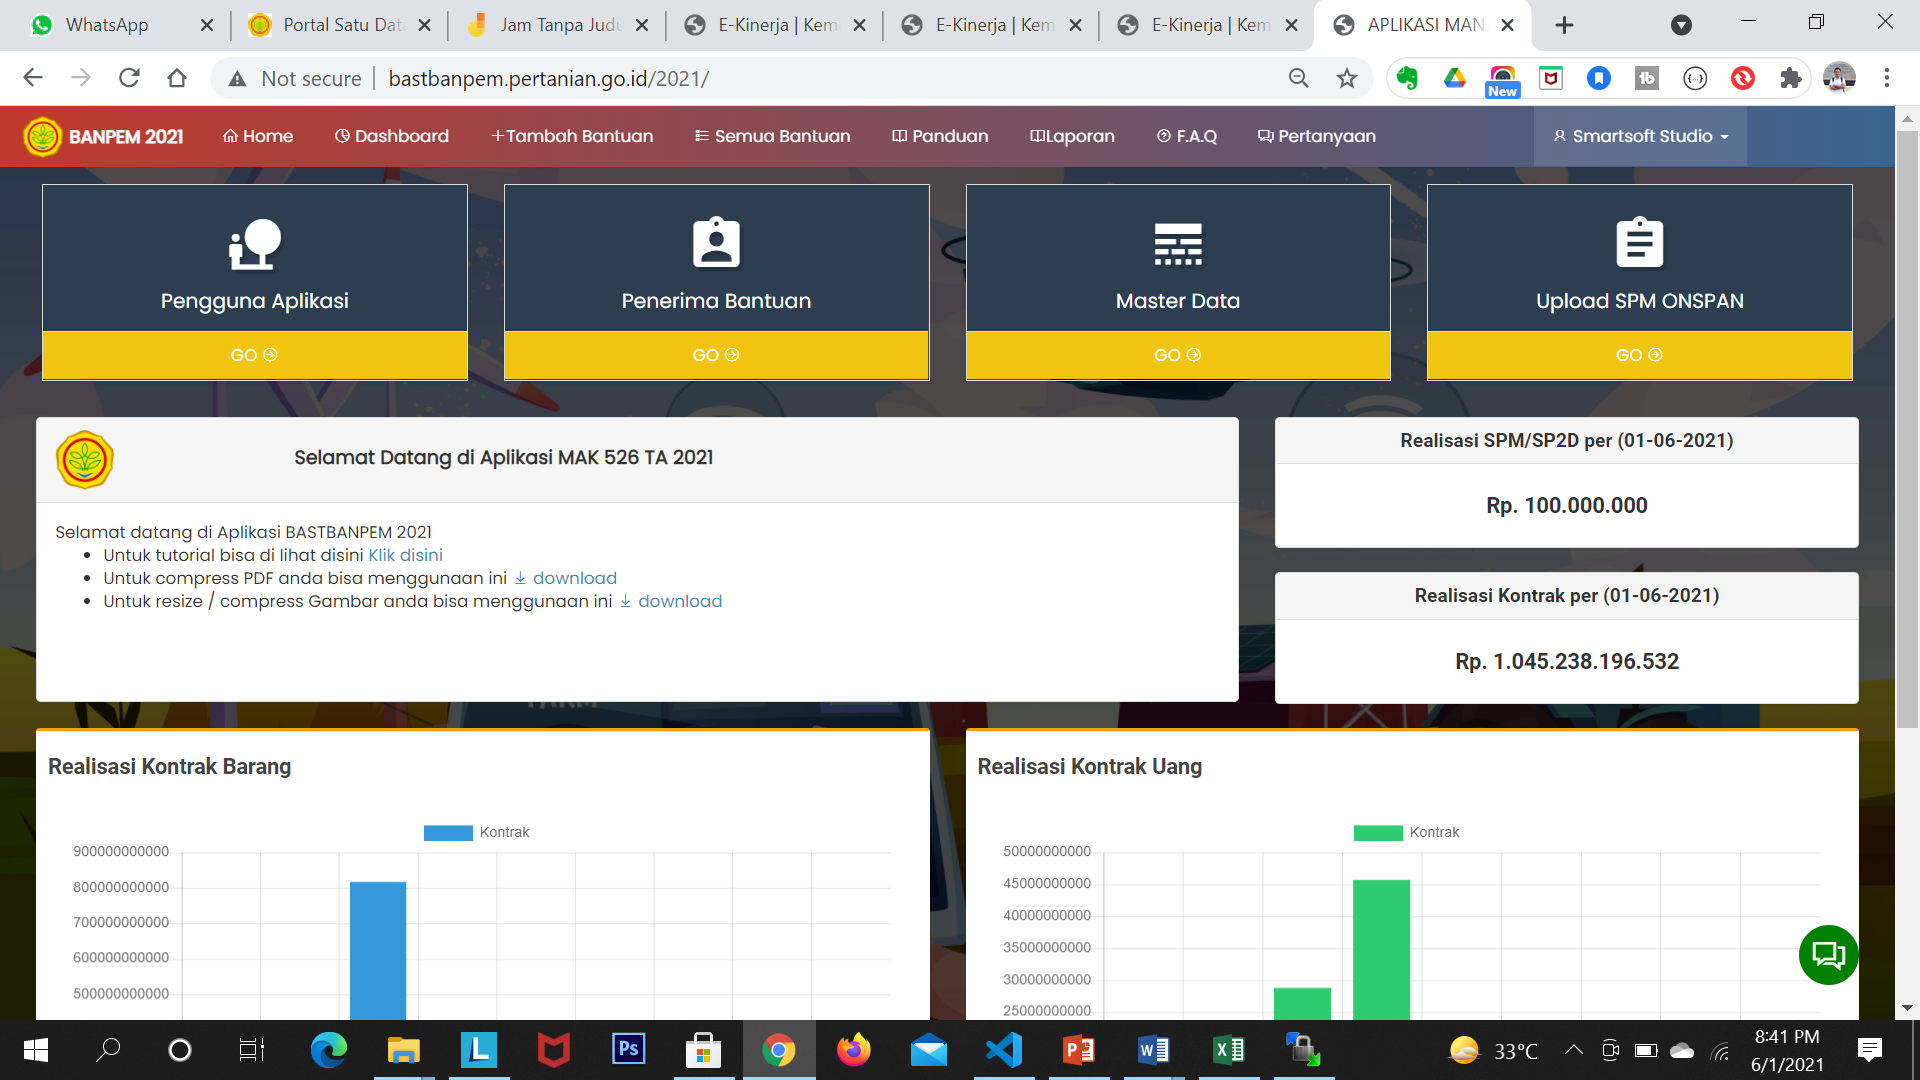 WhatsApp
Portal Satu Dat
Jam Tanpa Judu
E-Kinerja | Kem
E-Kinerja | Kem
E-Kinerja | Kem
APLIKASI MAN
Not secure
bastbanpem.pertanian.go.id/2021/
New
BANPEM 2021
Home
Dashboard
+Tambah Bantuan
Semua Bantuan
Panduan
Laporan
F.A.Q
Pertanyaan
Smartsoft Studio
Pengguna Aplikasi
GO
Penerima Bantuan
GO
Master Data
GO
Upload SPM ONSPAN
GO
Selamat Datang di Aplikasi MAK 526 TA 2021
Selamat datang di Aplikasi BASTBANPEM 2021
• Untuk tutorial bisa di lihat disini Klik disini
• Untuk compress PDF anda bisa menggunaan ini download
• Untuk resize / compress Gambar anda bisa menggunaan ini download
Realisasi SPM/SP2D per (01-06-2021)
Rp. 100.000.000
Realisasi Kontrak per (01-06-2021)
Rp. 1.045.238.196.532
Realisasi Kontrak Barang
Kontrak
900000000000
800000000000
700000000000
600000000000
500000000000
Realisasi Kontrak Uang
Kontrak
50000000000
45000000000
40000000000
35000000000
30000000000
25000000000
33°C
8:41 PM
6/1/2021